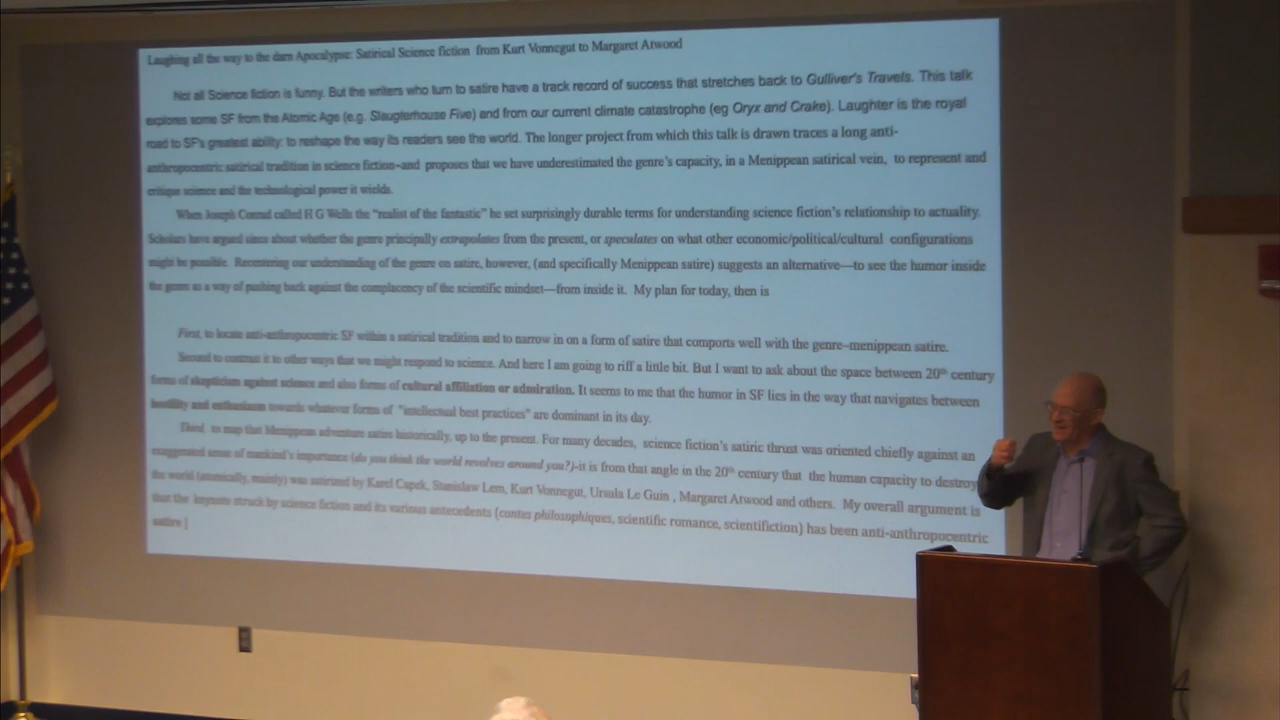 Laughing all the way to the darn Apocalypse: Satirical Science fiction from Kurt Vonnegut to Margaret Atwood
Not all Science fiction is funny. But the writers who turn to satire have a track record of success that stretches back to Gulliver's Travels. This talk
explores some SF from the Atomic Age (e.g. Slaugterhouse Five) and from our current climate catastrophe (eg Oryx and Crake). Laughter is the royal
road to SF's greatest ability: to reshape the way its readers see the world. The longer project from which this talk is drawn traces a long anti-
anthropocentric satirical tradition in science fiction–and proposes that we have underestimated the genre's capacity, in a Menippean satirical vein, to represent and
critique science and the technological power it wields.
When Joseph Conrad called H G Wells the "realist of the fantastic" he set surprisingly durable terms for understanding science fiction's relationship to actuality.
Scholars have argued since about whether the genre principally extrapolates from the present, or speculates on what other economic/political/cultural configurations
might be possible. Recentering our understanding of the genre on satire, however, (and specifically Menippean satire) suggests an alternative—to see the humor inside
the genre as a way of pushing back against the complacency of the scientific mindset—from inside it. My plan for today, then is
First, to locate anti-anthropocentric SF within a satirical tradition and to narrow in on a form of satire that comports well with the genre–menippean satire.
Second to contrast it to other ways that we might respond to science. And here I am going to riff a little bit. But I want to ask about the space between 20th century
forms of skepticism against science and also forms of cultural affiliation or admiration. It seems to me that the humor in SF lies in the way that navigates between
hostility and enthusiasm towards whatever forms of "intellectual best practices" are dominant in its day.
Third, to map that Menippean adventure satire historically, up to the present. For many decades, science fiction's satiric thrust was oriented chiefly against an
exaggerated sense of mankind's importance (do you think the world revolves around you?)-it is from that angle in the 20th century that the human capacity to destroy
the world (atomically, mainly) was satirized by Karel Capek, Stanislaw Lem, Kurt Vonnegut, Ursula Le Guin , Margaret Atwood and others. My overall argument is
that the keynote struck by science fiction and its various antecedents (contes philosophiques, scientific romance, scientifiction) has been anti-anthropocentric
satire